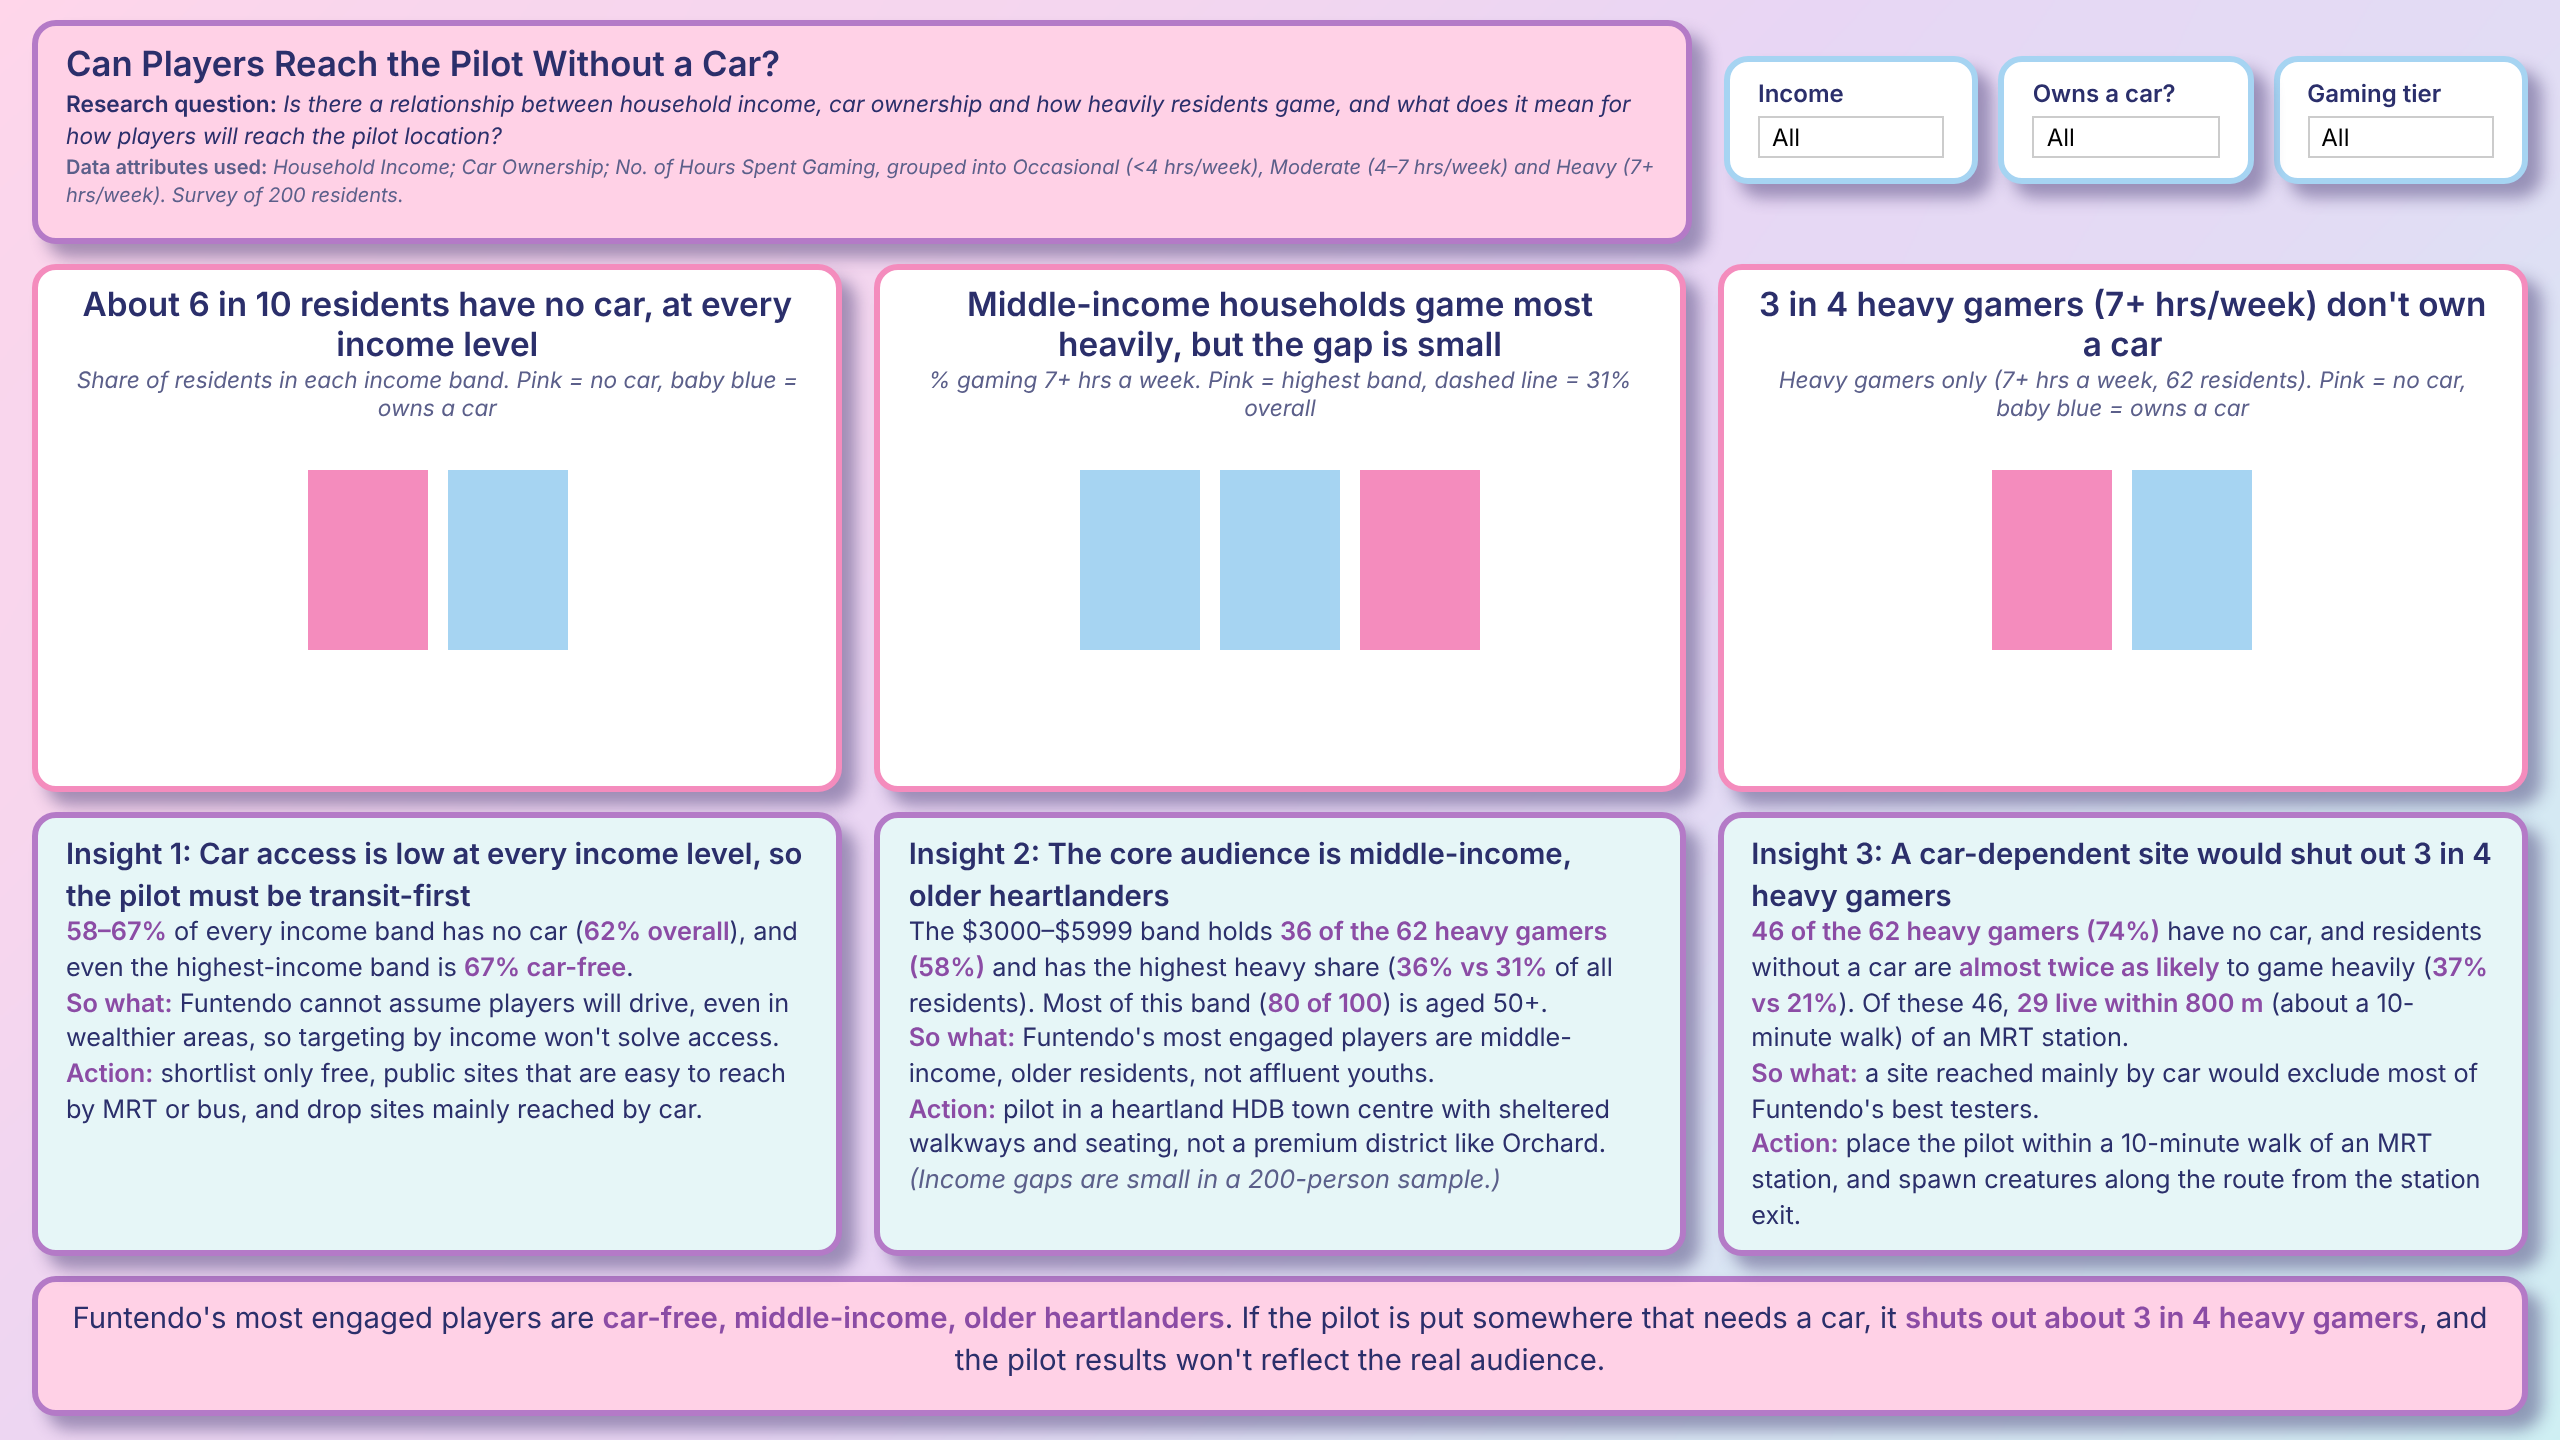 Can Players Reach the Pilot Without a Car?
Research question: Is there a relationship between household income, car ownership and how heavily residents game, and what does it mean for
how players will reach the pilot location?
Data attributes used: Household Income; Car Ownership; No. of Hours Spent Gaming, grouped into Occasional (<4 hrs/week), Moderate (4–7 hrs/week) and Heavy (7+
hrs/week). Survey of 200 residents.
Income
All
Owns a car?
All
Gaming tier
All
About 6 in 10 residents have no car, at every
income level
Share of residents in each income band. Pink = no car, baby blue =
owns a car
Middle-income households game most
heavily, but the gap is small
% gaming 7+ hrs a week. Pink = highest band, dashed line = 31%
overall
3 in 4 heavy gamers (7+ hrs/week) don't own
a car
Heavy gamers only (7+ hrs a week, 62 residents). Pink = no car,
baby blue = owns a car
Insight 1: Car access is low at every income level, so
the pilot must be transit-first
58–67% of every income band has no car (62% overall), and
even the highest-income band is 67% car-free.
So what: Funtendo cannot assume players will drive, even in
wealthier areas, so targeting by income won't solve access.
Action: shortlist only free, public sites that are easy to reach
by MRT or bus, and drop sites mainly reached by car.
Insight 2: The core audience is middle-income,
older heartlanders
The $3000–$5999 band holds 36 of the 62 heavy gamers
(58%) and has the highest heavy share (36% vs 31% of all
residents). Most of this band (80 of 100) is aged 50+.
So what: Funtendo's most engaged players are middle-
income, older residents, not affluent youths.
Action: pilot in a heartland HDB town centre with sheltered
walkways and seating, not a premium district like Orchard.
(Income gaps are small in a 200-person sample.)
Insight 3: A car-dependent site would shut out 3 in 4
heavy gamers
46 of the 62 heavy gamers (74%) have no car, and residents
without a car are almost twice as likely to game heavily (37%
vs 21%). Of these 46, 29 live within 800 m (about a 10-
minute walk) of an MRT station.
So what: a site reached mainly by car would exclude most of
Funtendo's best testers.
Action: place the pilot within a 10-minute walk of an MRT
station, and spawn creatures along the route from the station
exit.
Funtendo's most engaged players are car-free, middle-income, older heartlanders. If the pilot is put somewhere that needs a car, it shuts out about 3 in 4 heavy gamers, and
the pilot results won't reflect the real audience.